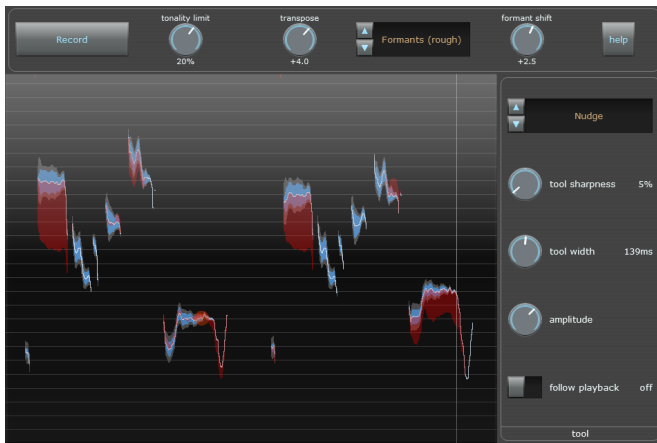 tonality limit
transpose
formant shift
Record
Formants (rough)
help
20%
+4.0
+2.5
Nudge
tool sharpness 5%
tool width 139ms
amplitude
follow playback off
tool